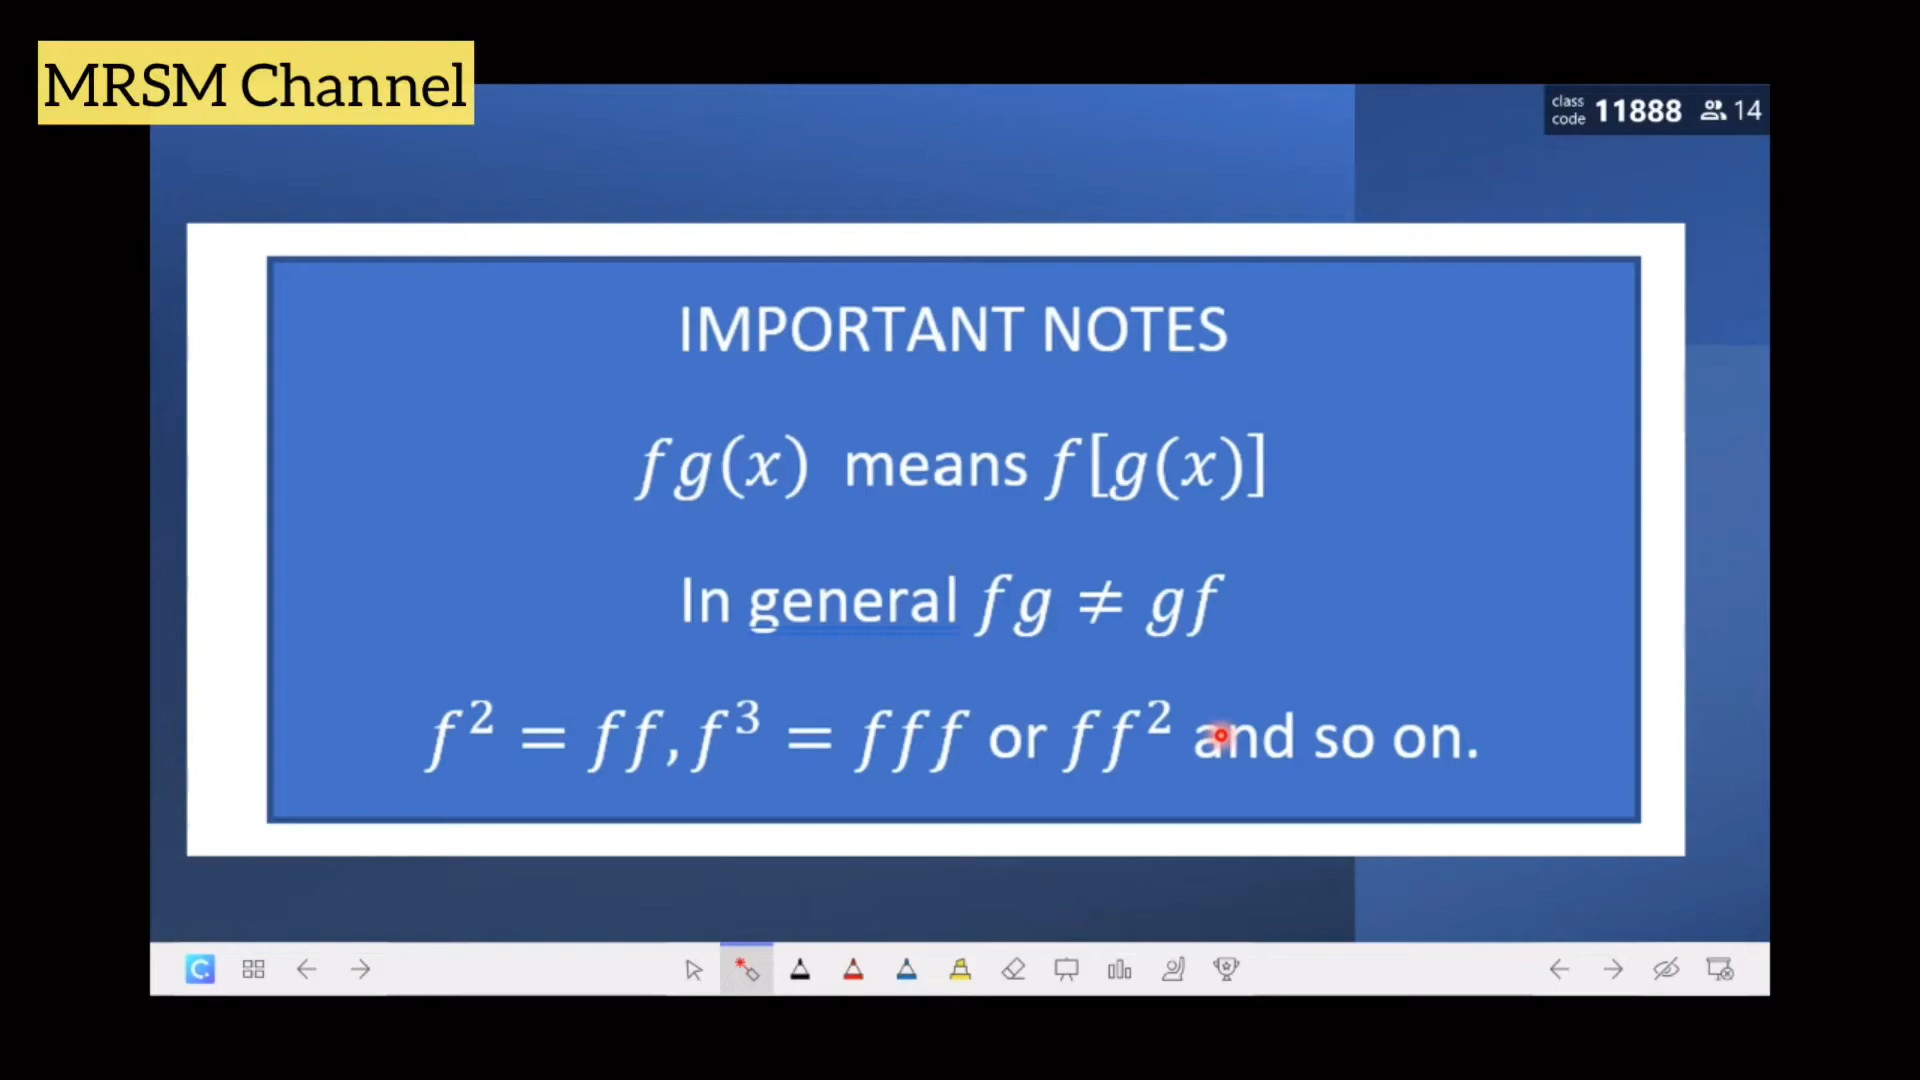 MRSM Channel
class code 11888 14
IMPORTANT NOTES
fg(x) means f[g(x)]
In general fg ≠ gf
f² = ff, f³ = fff or ff² and so on.